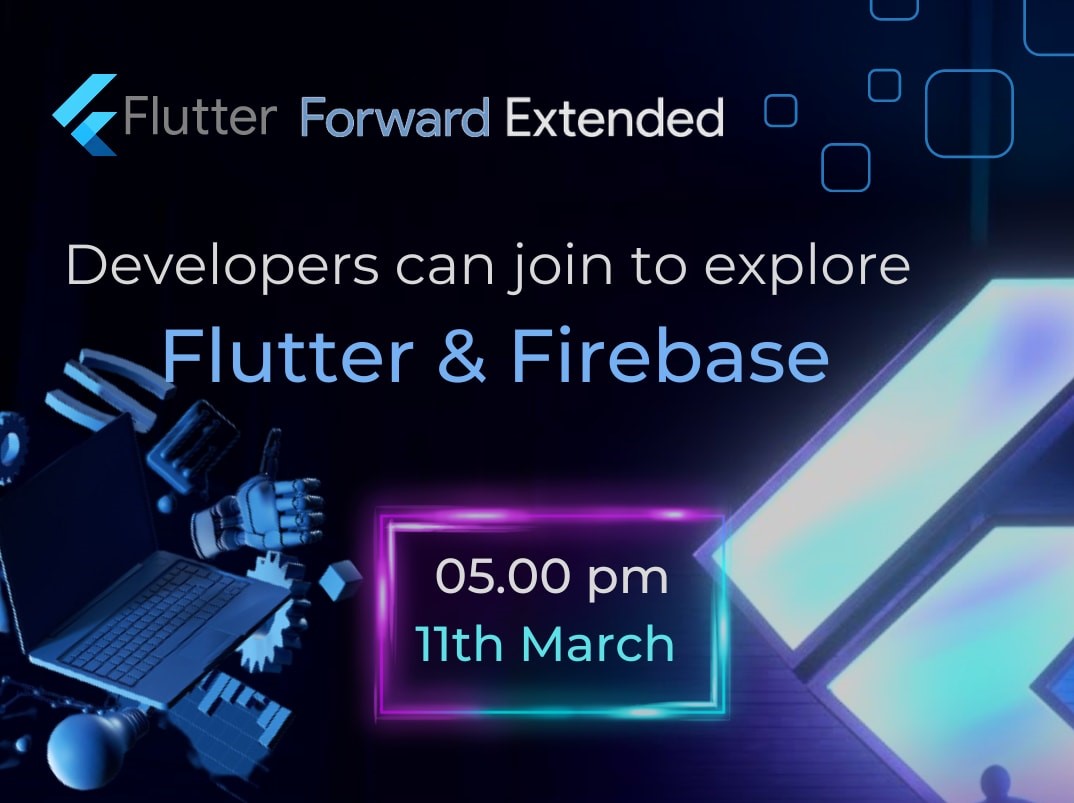 Flutter Forward Extended
Developers can join to explore
Flutter & Firebase
05.00 pm
11th March